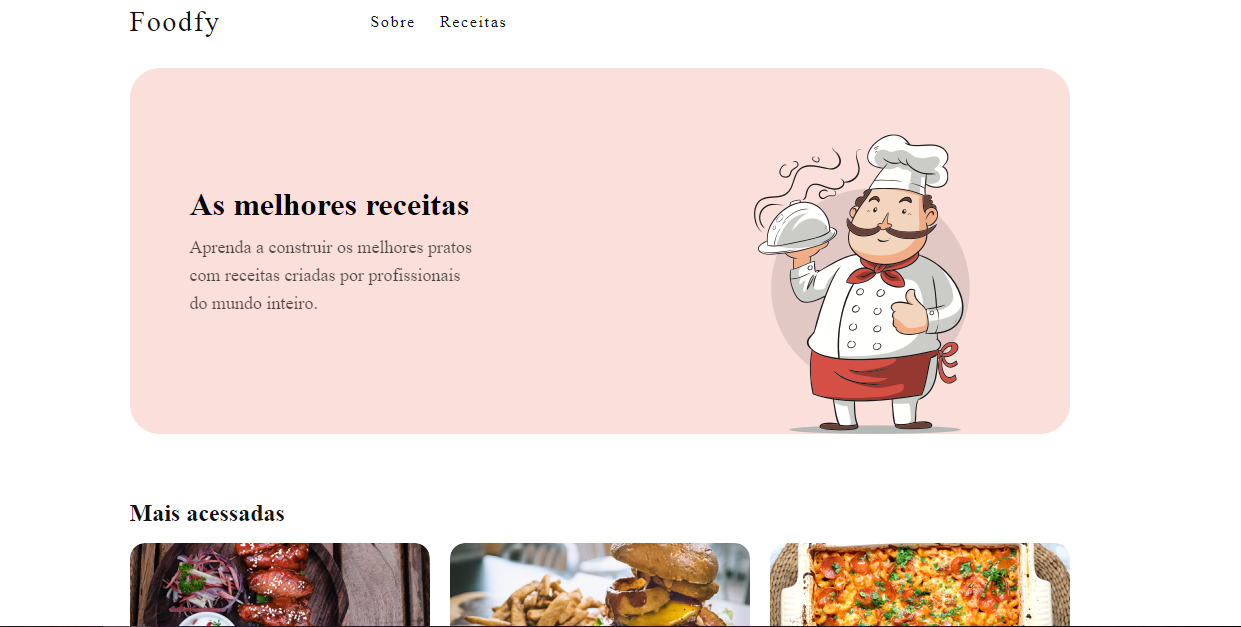 Foodfy
Sobre Receitas
As melhores receitas
Aprenda a construir os melhores pratos
com receitas criadas por profissionais
do mundo inteiro.
Mais acessadas